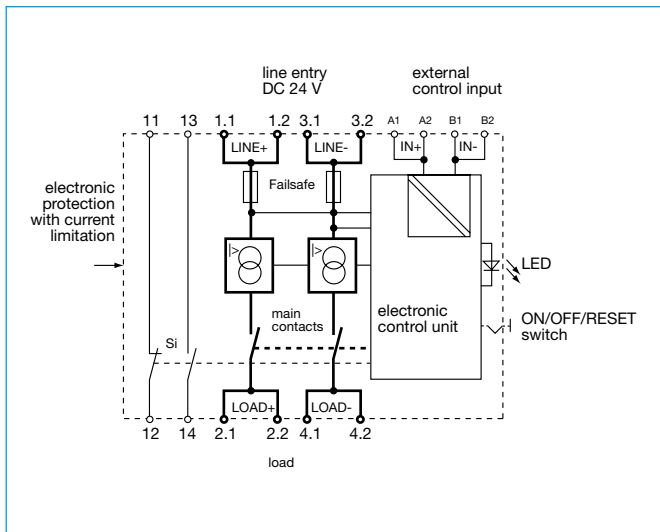 line entry
DC 24 V
external
control input
11 13 1.1 1.2 3.1 3.2 A1 A2 B1 B2
LINE+ LINE- IN+ IN-
Failsafe
electronic
protection
with current
limitation
I> I>
LED
main
contacts
electronic
control unit
ON/OFF/RESET
switch
Si
LOAD+ LOAD-
12 14 2.1 2.2 4.1 4.2
load